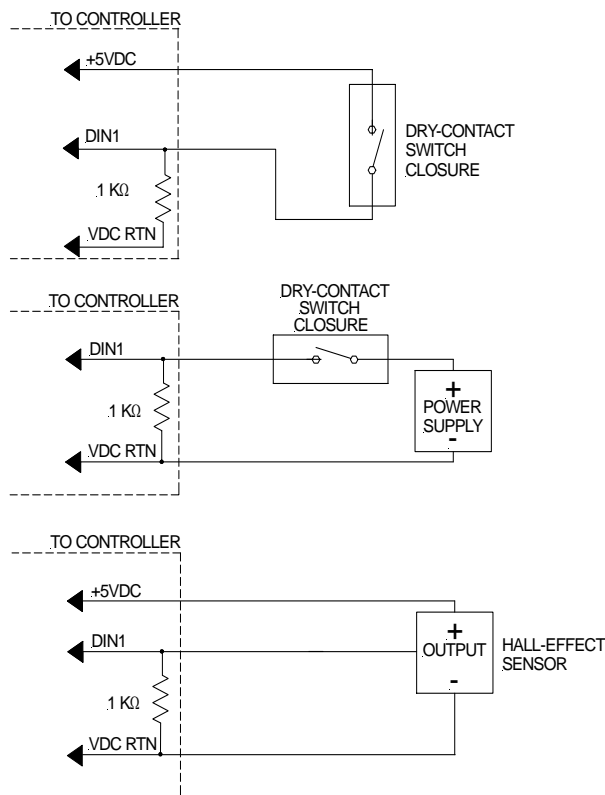 TO CONTROLLER
+5VDC
DIN1
1 KΩ
VDC RTN
DRY-CONTACT
SWITCH
CLOSURE
TO CONTROLLER
DRY-CONTACT
SWITCH
CLOSURE
DIN1
1 KΩ
VDC RTN
+
POWER
SUPPLY
-
TO CONTROLLER
+5VDC
DIN1
1 KΩ
VDC RTN
+
OUTPUT
-
HALL-EFFECT
SENSOR